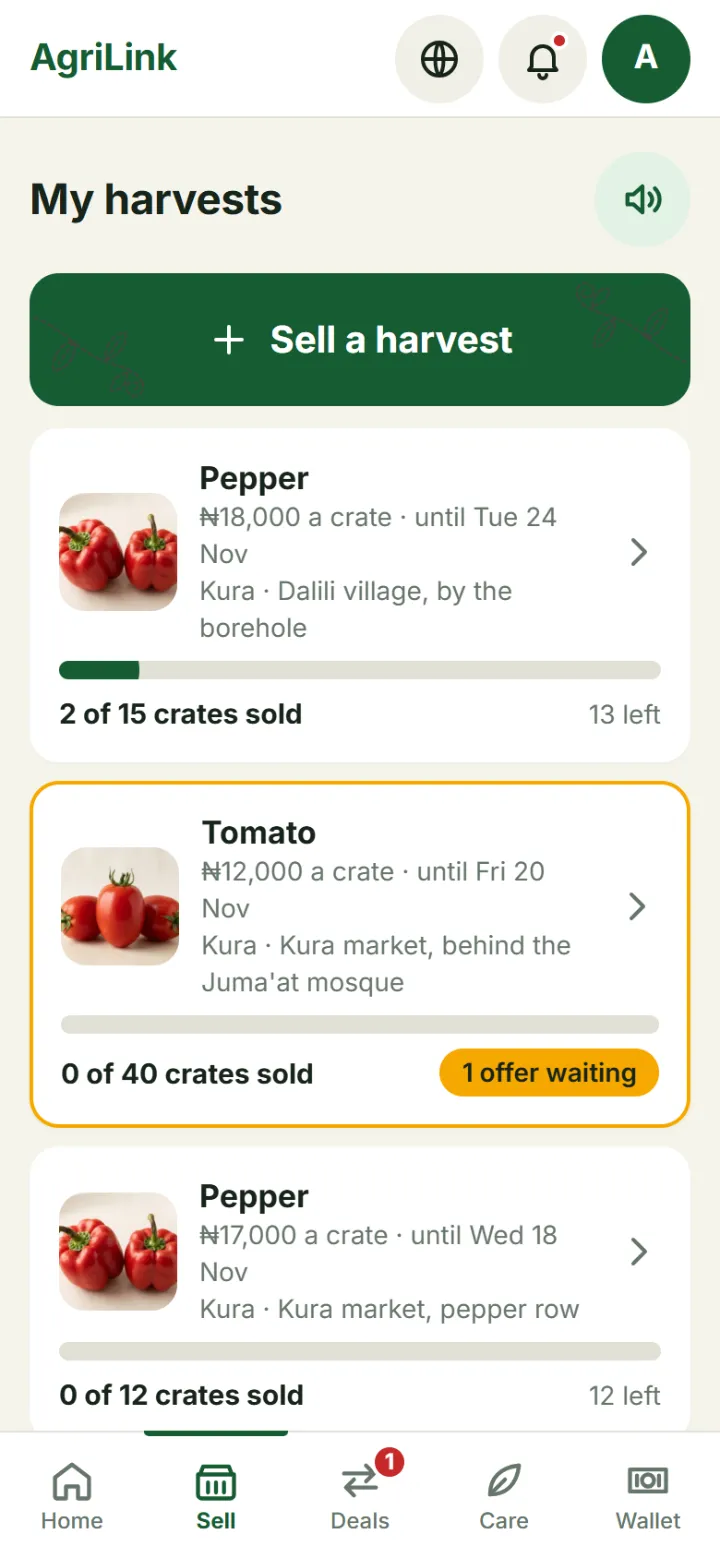 AgriLink
A
My harvests
Sell a harvest
Pepper
₦18,000 a crate · until Tue 24
Nov
Kura · Dalili village, by the
borehole
2 of 15 crates sold
13 left
Tomato
₦12,000 a crate · until Fri 20
Nov
Kura · Kura market, behind the
Juma'at mosque
0 of 40 crates sold
1 offer waiting
Pepper
₦17,000 a crate · until Wed 18
Nov
Kura · Kura market, pepper row
0 of 12 crates sold
12 left
1
Home
Sell
Deals
Care
Wallet